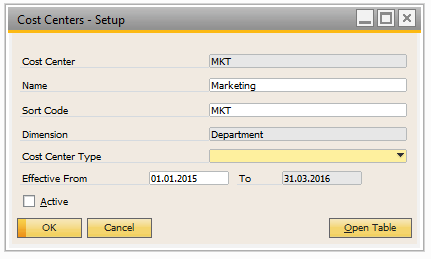 Cost Centers - Setup
Cost Center MKT
Name Marketing
Sort Code MKT
Dimension Department
Cost Center Type
Effective From 01.01.2015 To 31.03.2016
Active
OK Cancel Open Table